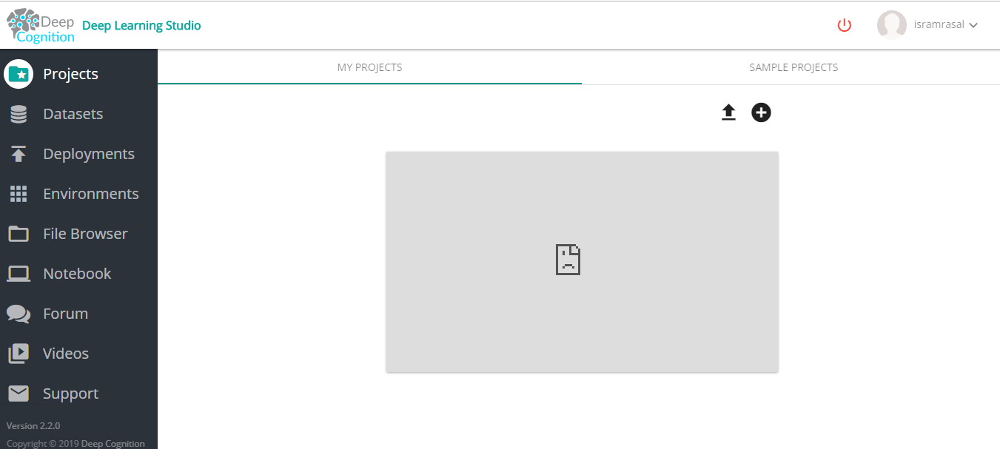 Deep
Cognition
Deep Learning Studio
isramrasal
Projects
Datasets
Deployments
Environments
File Browser
Notebook
Forum
Videos
Support
Version 2.2.0
Copyright © 2019 Deep Cognition
MY PROJECTS
SAMPLE PROJECTS